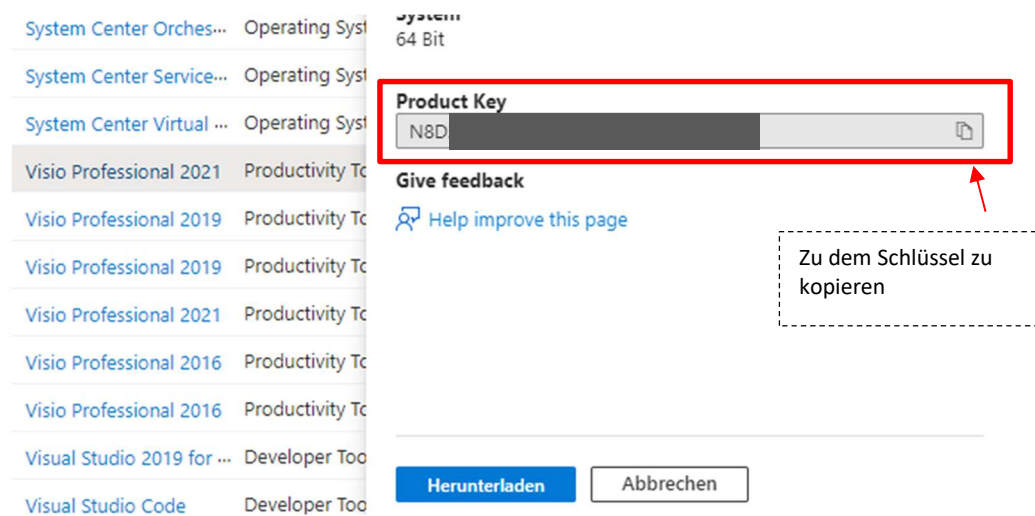 System Center Orches... Operating Syst
System Center Service... Operating Syst
System Center Virtual ... Operating Syst
Visio Professional 2021 Productivity To
Visio Professional 2019 Productivity To
Visio Professional 2019 Productivity To
Visio Professional 2021 Productivity To
Visio Professional 2016 Productivity To
Visio Professional 2016 Productivity To
Visual Studio 2019 for ... Developer Too
Visual Studio Code Developer Too
System
64 Bit
Product Key
N8D
Give feedback
Help improve this page
Zu dem Schlüssel zu
kopieren
Herunterladen Abbrechen